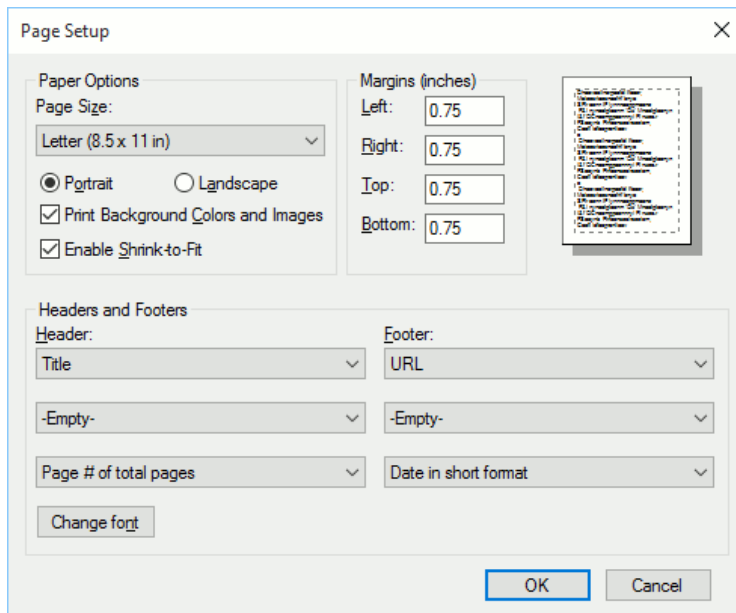 Page Setup
Paper Options
Page Size:
Letter (8.5 x 11 in)
Portrait
Landscape
Print Background Colors and Images
Enable Shrink-to-Fit
Margins (inches)
Left: 0.75
Right: 0.75
Top: 0.75
Bottom: 0.75
Headers and Footers
Header:
Footer:
Title
URL
-Empty-
-Empty-
Page # of total pages
Date in short format
Change font
OK
Cancel